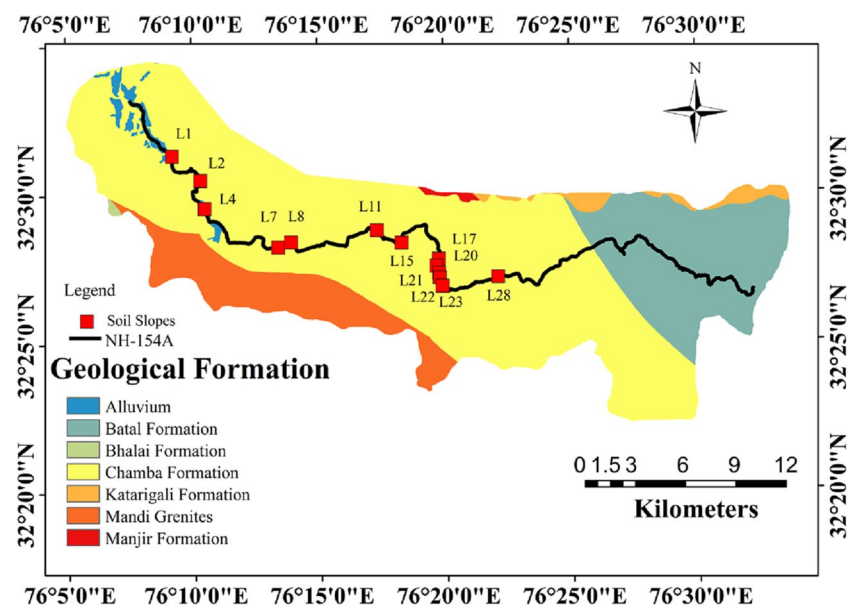 76°5'0"E 76°10'0"E 76°15'0"E 76°20'0"E 76°25'0"E 76°30'0"E
N
L1
L2
L4
L7 L8
L11
L15
L17
L20
L21
L22 L23
L28
32°30'0"N
32°25'0"N
32°20'0"N
32°30'0"N
32°25'0"N
32°20'0"N
Legend
Soil Slopes
NH-154A
Geological Formation
Alluvium
Batal Formation
Bhalai Formation
Chamba Formation
Katarigali Formation
Mandi Grenites
Manjir Formation
0 1.5 3 6 9 12
Kilometers
76°5'0"E 76°10'0"E 76°15'0"E 76°20'0"E 76°25'0"E 76°30'0"E